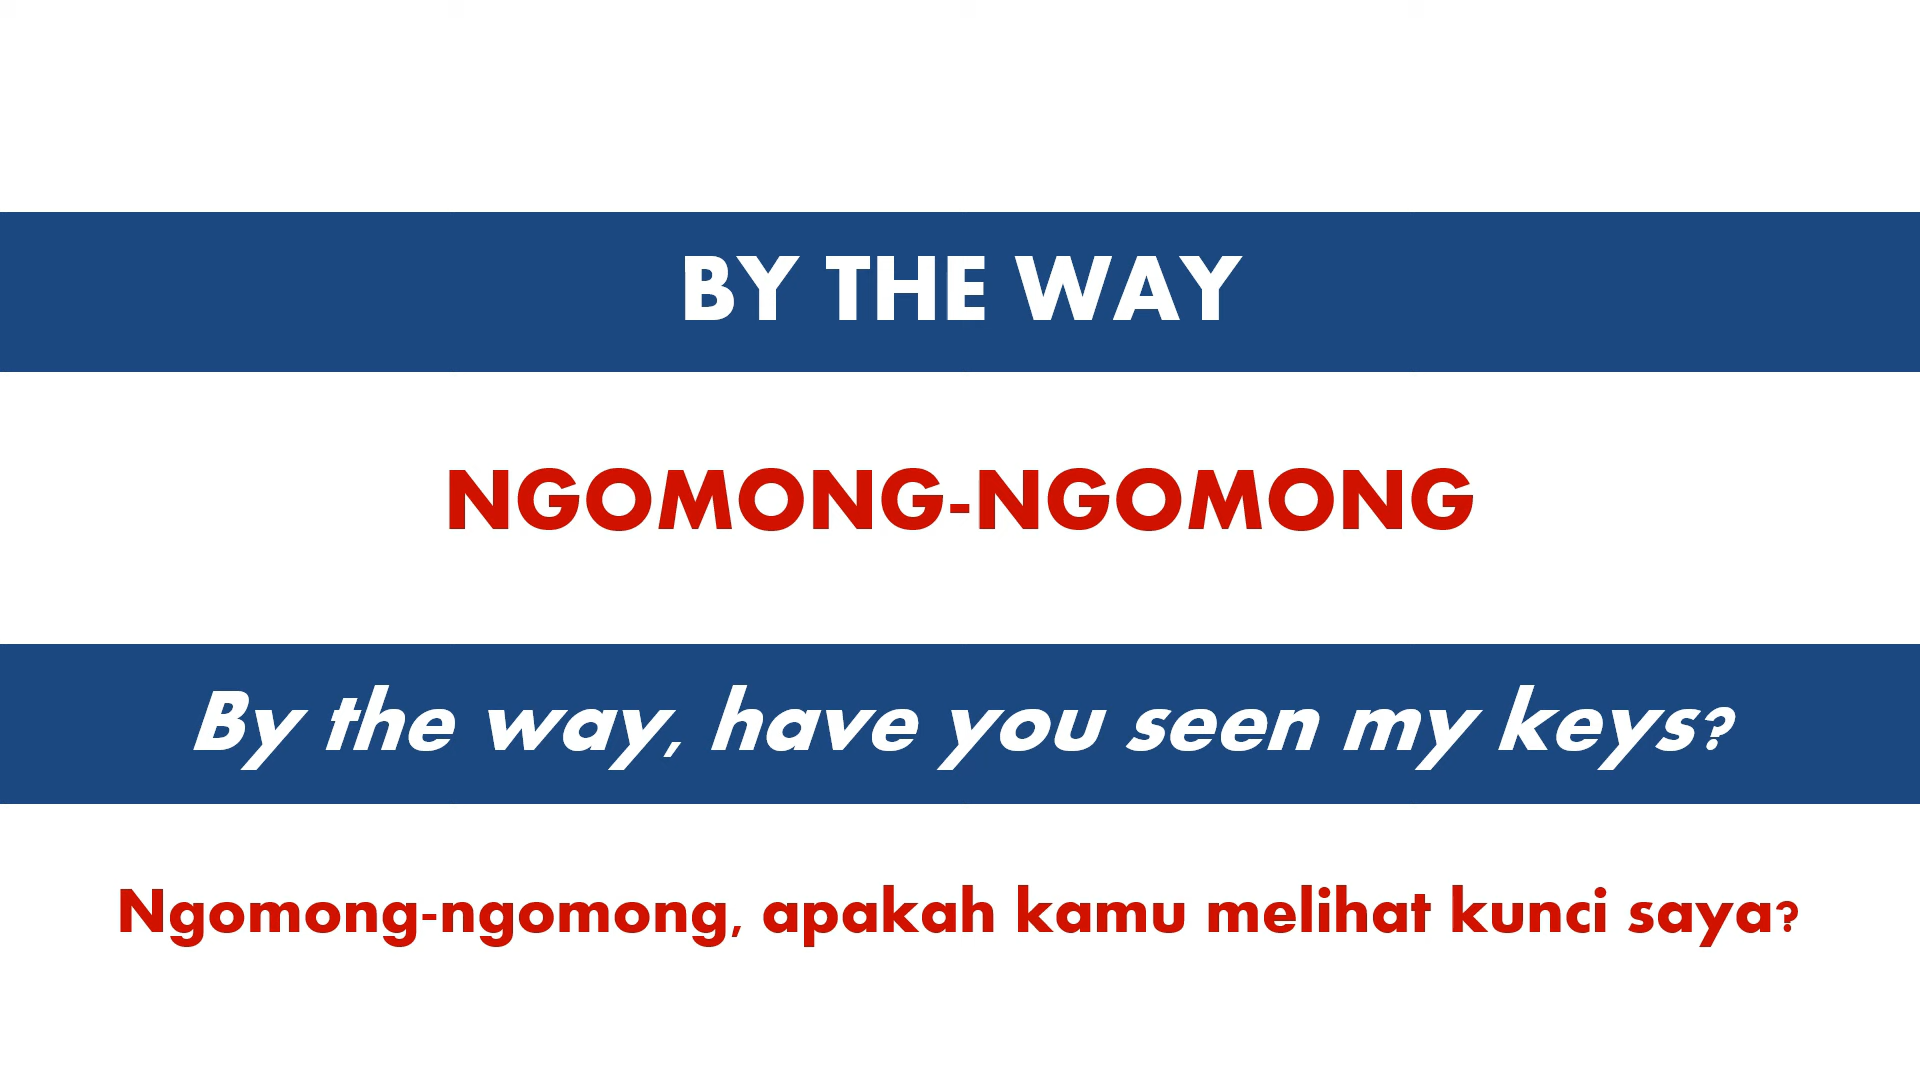 BY THE WAY
NGOMONG-NGOMONG
By the way, have you seen my keys?
Ngomong-ngomong, apakah kamu melihat kunci saya?